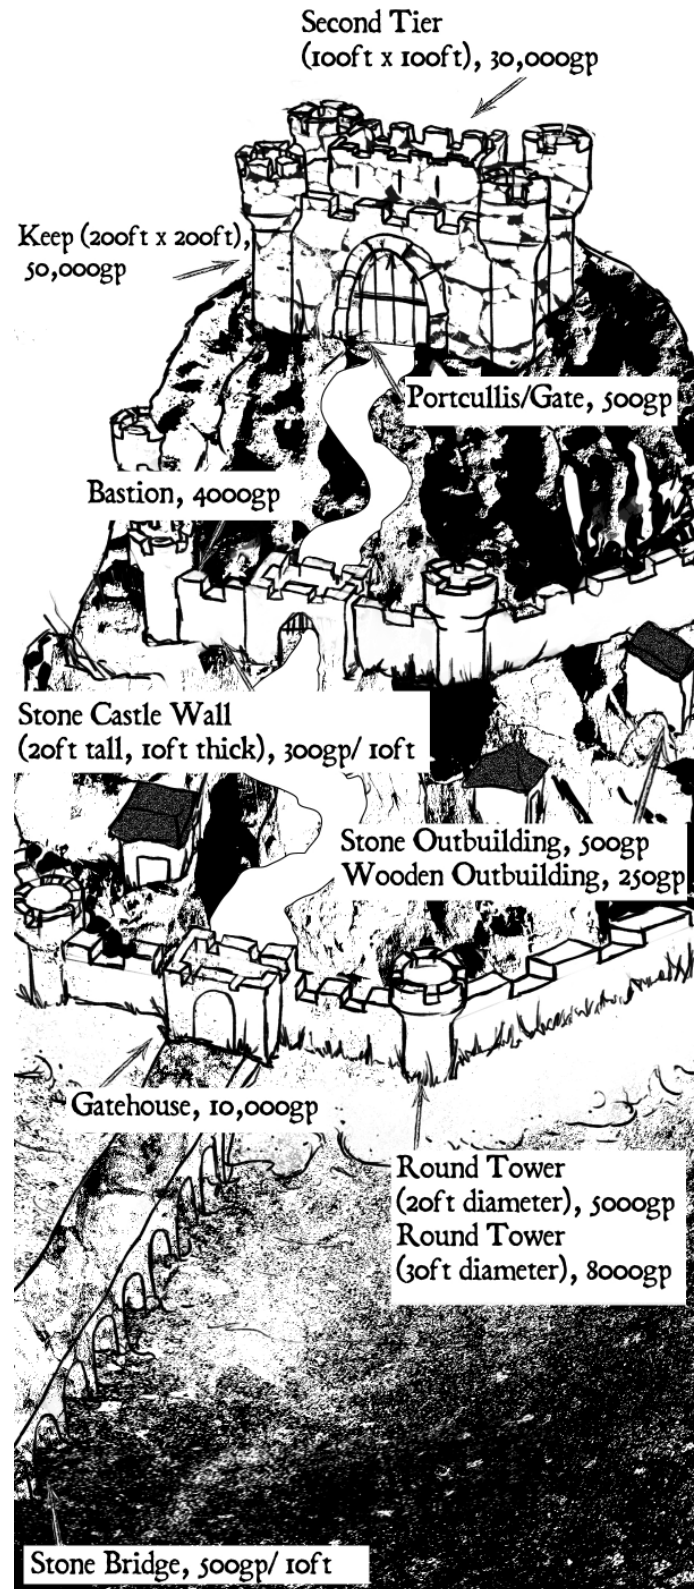 Second Tier
(100ft x 100ft), 30,000gp
Keep (200ft x 200ft),
50,000gp
Portcullis/Gate, 500gp
Bastion, 4000gp
Stone Castle Wall
(20ft tall, 10ft thick), 300gp/ 10ft
Stone Outbuilding, 500gp
Wooden Outbuilding, 250gp
Gatehouse, 10,000gp
Round Tower
(20ft diameter), 5000gp
Round Tower
(30ft diameter), 8000gp
Stone Bridge, 500gp/ 10ft